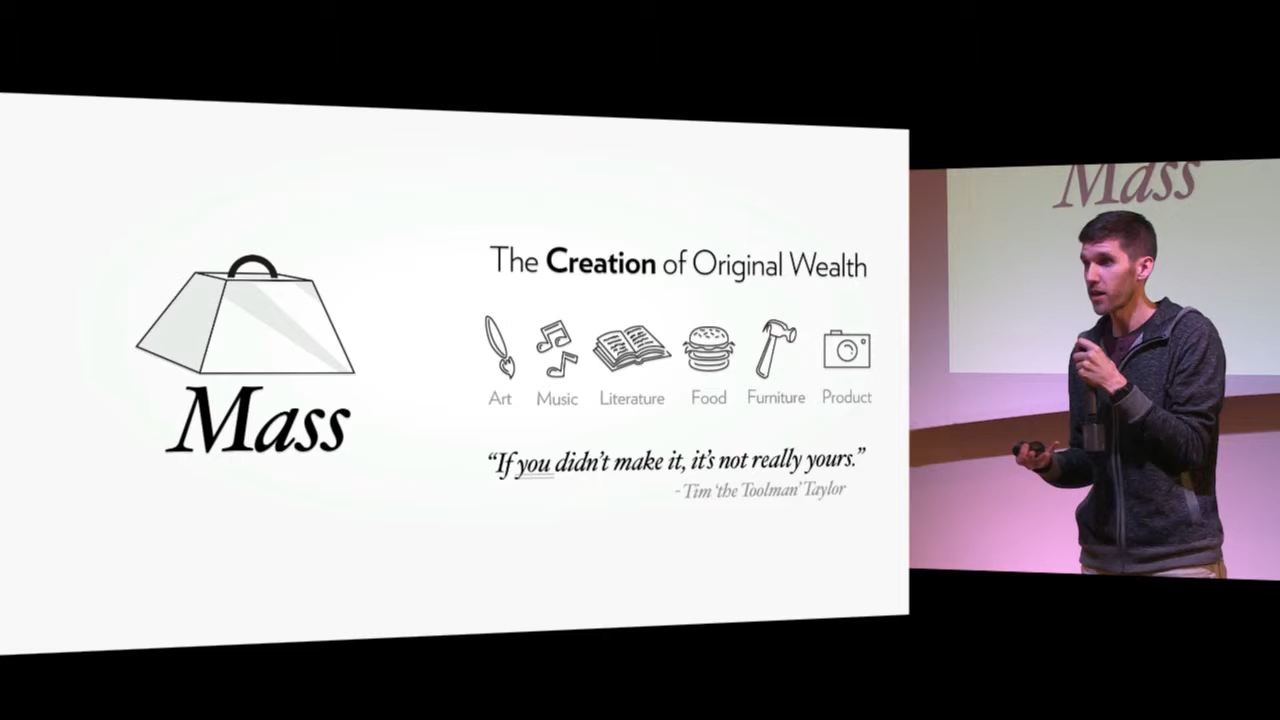 Mass
The Creation of Original Wealth
Art Music Literature Food Furniture Product
“If you didn’t make it, it’s not really yours.”
- Tim ‘the Toolman’ Taylor
Mass